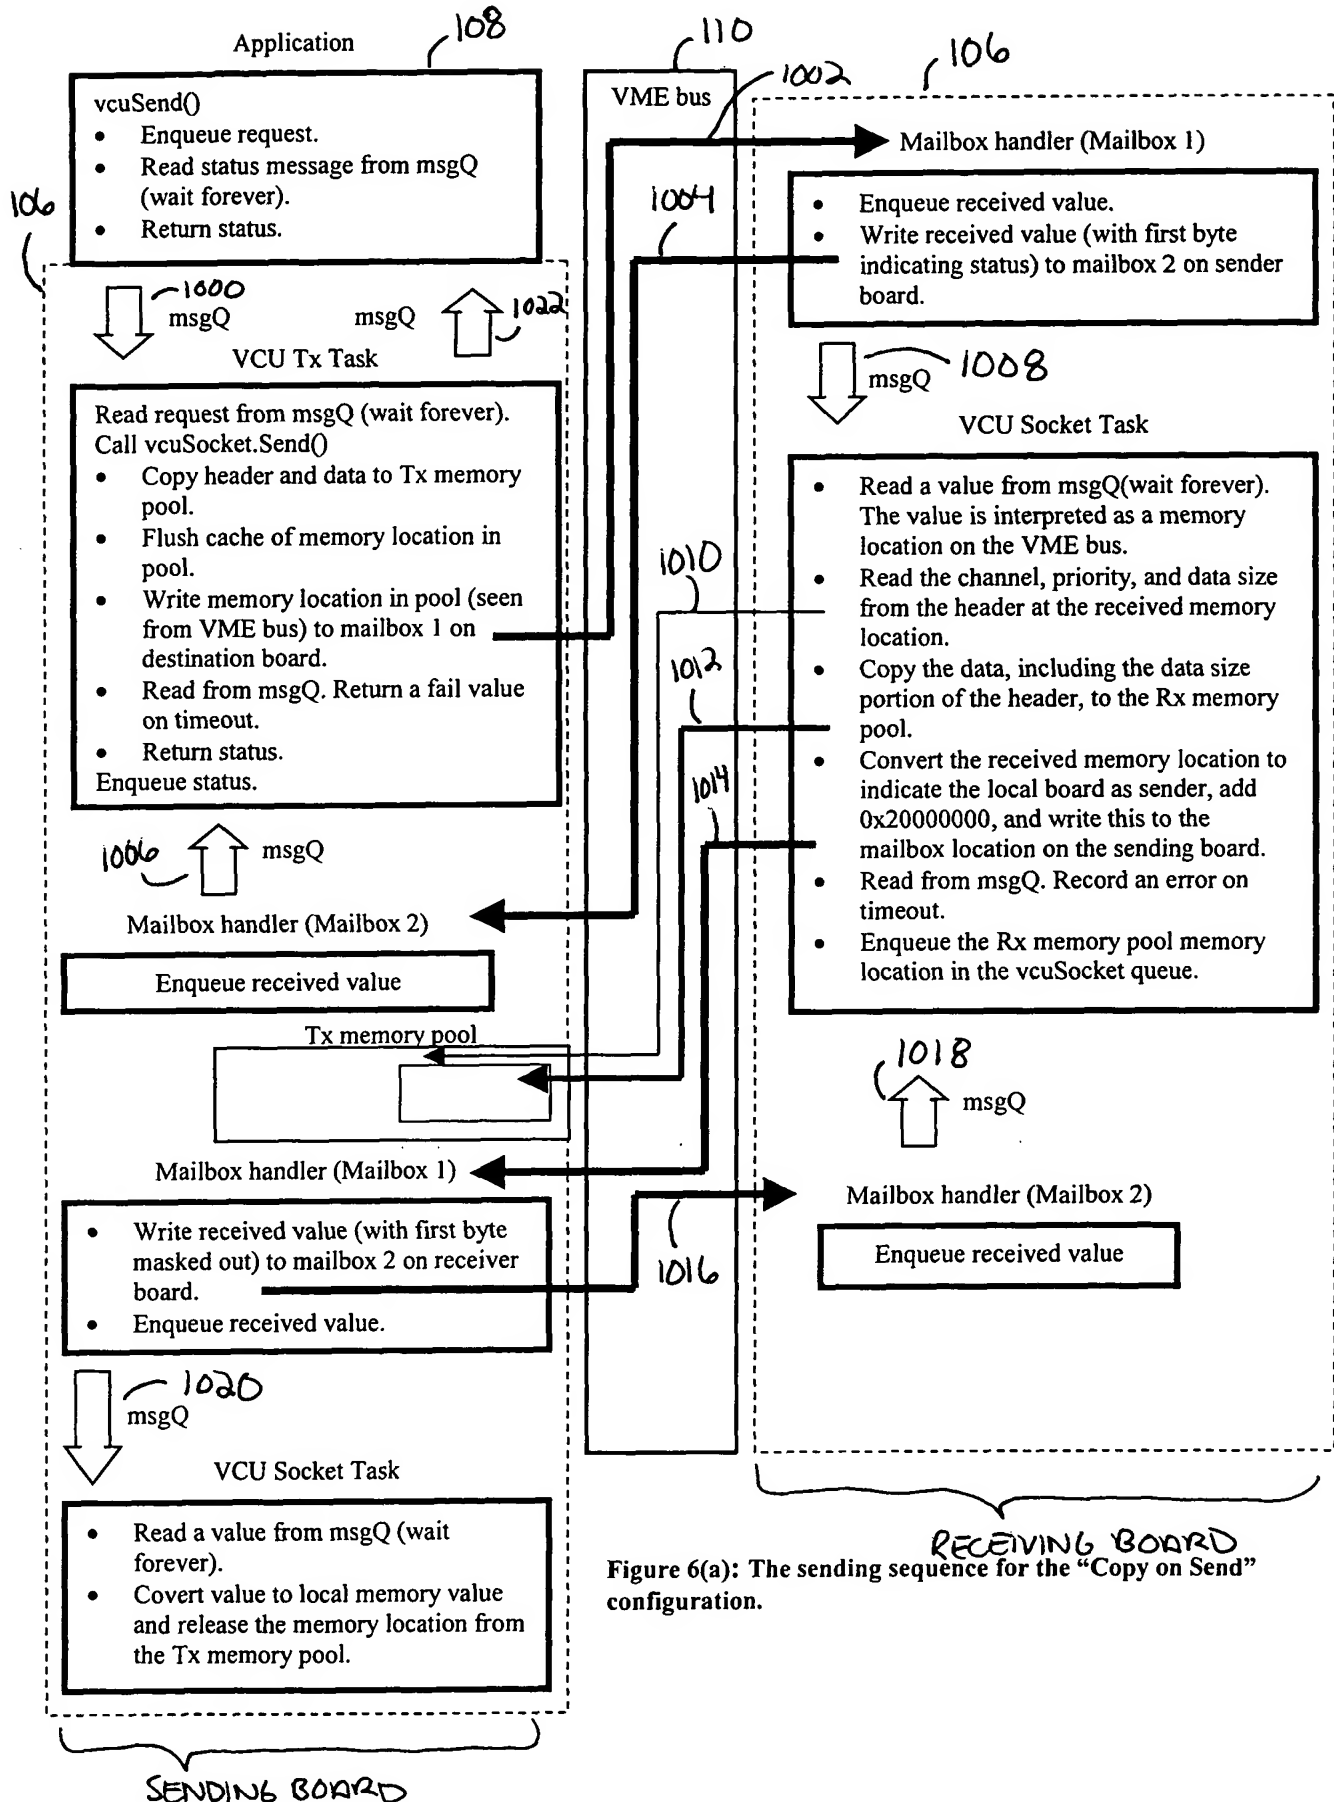 Application
108
vcuSend()
• Enqueue request.
• Read status message from msgQ
(wait forever).
• Return status.
106
1000
msgQ
msgQ
1022
VCU Tx Task
Read request from msgQ (wait forever).
Call vcuSocket.Send()
• Copy header and data to Tx memory
pool.
• Flush cache of memory location in
pool.
• Write memory location in pool (seen
from VME bus) to mailbox 1 on
destination board.
• Read from msgQ. Return a fail value
on timeout.
• Return status.
Enqueue status.
1006
msgQ
Mailbox handler (Mailbox 2)
Enqueue received value
Tx memory pool
Mailbox handler (Mailbox 1)
• Write received value (with first byte
masked out) to mailbox 2 on receiver
board.
• Enqueue received value.
1020
msgQ
VCU Socket Task
• Read a value from msgQ (wait
forever).
• Covert value to local memory value
and release the memory location from
the Tx memory pool.
SENDING BOARD
110
VME bus
1002
1004
1010
1012
1014
1016
106
Mailbox handler (Mailbox 1)
• Enqueue received value.
• Write received value (with first byte
indicating status) to mailbox 2 on sender
board.
msgQ
1008
VCU Socket Task
• Read a value from msgQ(wait forever).
The value is interpreted as a memory
location on the VME bus.
• Read the channel, priority, and data size
from the header at the received memory
location.
• Copy the data, including the data size
portion of the header, to the Rx memory
pool.
• Convert the received memory location to
indicate the local board as sender, add
0x20000000, and write this to the
mailbox location on the sending board.
• Read from msgQ. Record an error on
timeout.
• Enqueue the Rx memory pool memory
location in the vcuSocket queue.
1018
msgQ
Mailbox handler (Mailbox 2)
Enqueue received value
RECEIVING BOARD
Figure 6(a): The sending sequence for the “Copy on Send”
configuration.